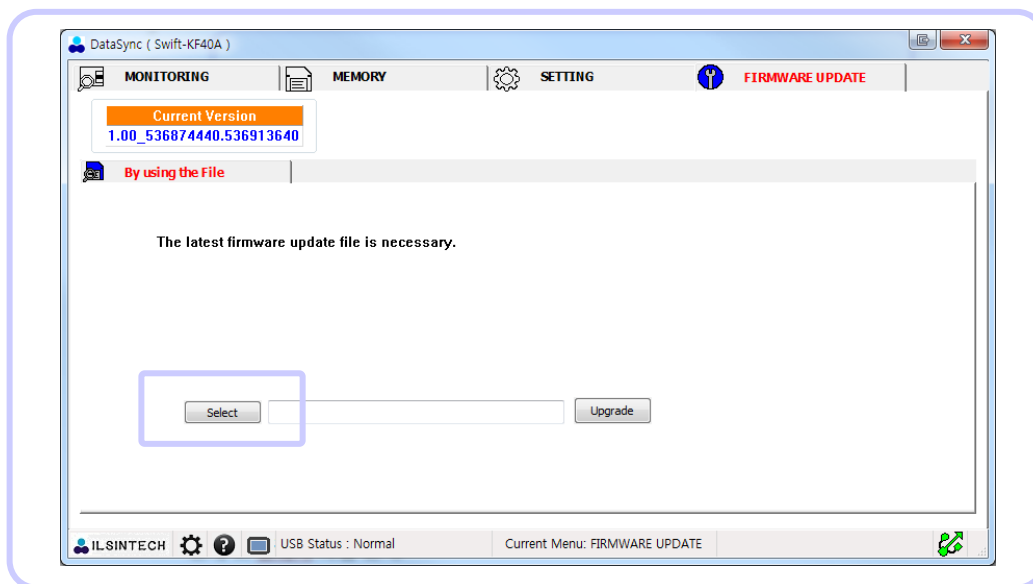 DataSync ( Swift-KF40A )
MONITORING MEMORY SETTING FIRMWARE UPDATE
Current Version
1.00_536874440.536913640
By using the File
The latest firmware update file is necessary.
Select Upgrade
ILSINTECH USB Status : Normal Current Menu: FIRMWARE UPDATE